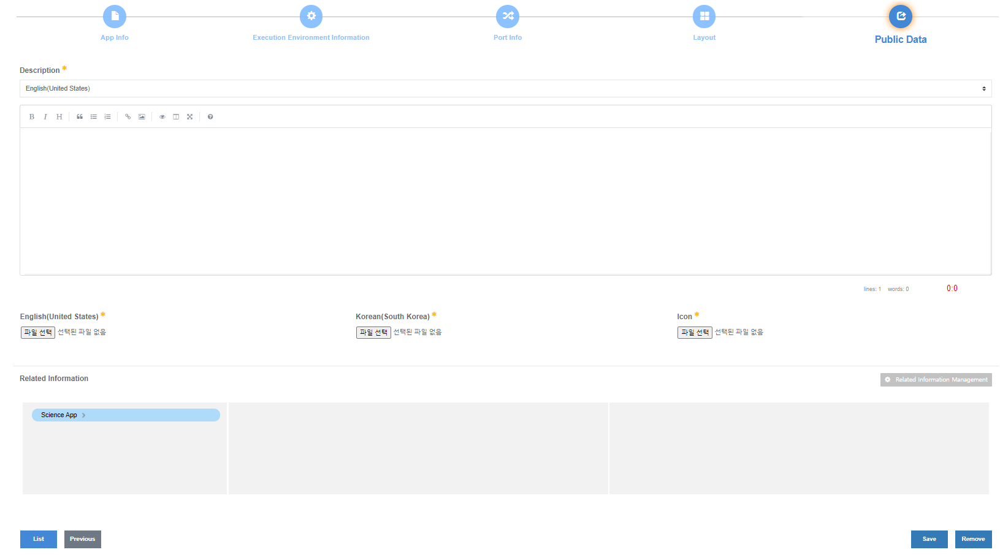 App Info
Execution Environment Information
Port Info
Layout
Public Data
Description *
English(United States)
B I H
lines: 1 words: 0 0:0
English(United States) *
Korean(South Korea) *
Icon *
파일 선택 선택된 파일 없음
파일 선택 선택된 파일 없음
파일 선택 선택된 파일 없음
Related Information
Related Information Management
Science App >
List
Previous
Save
Remove